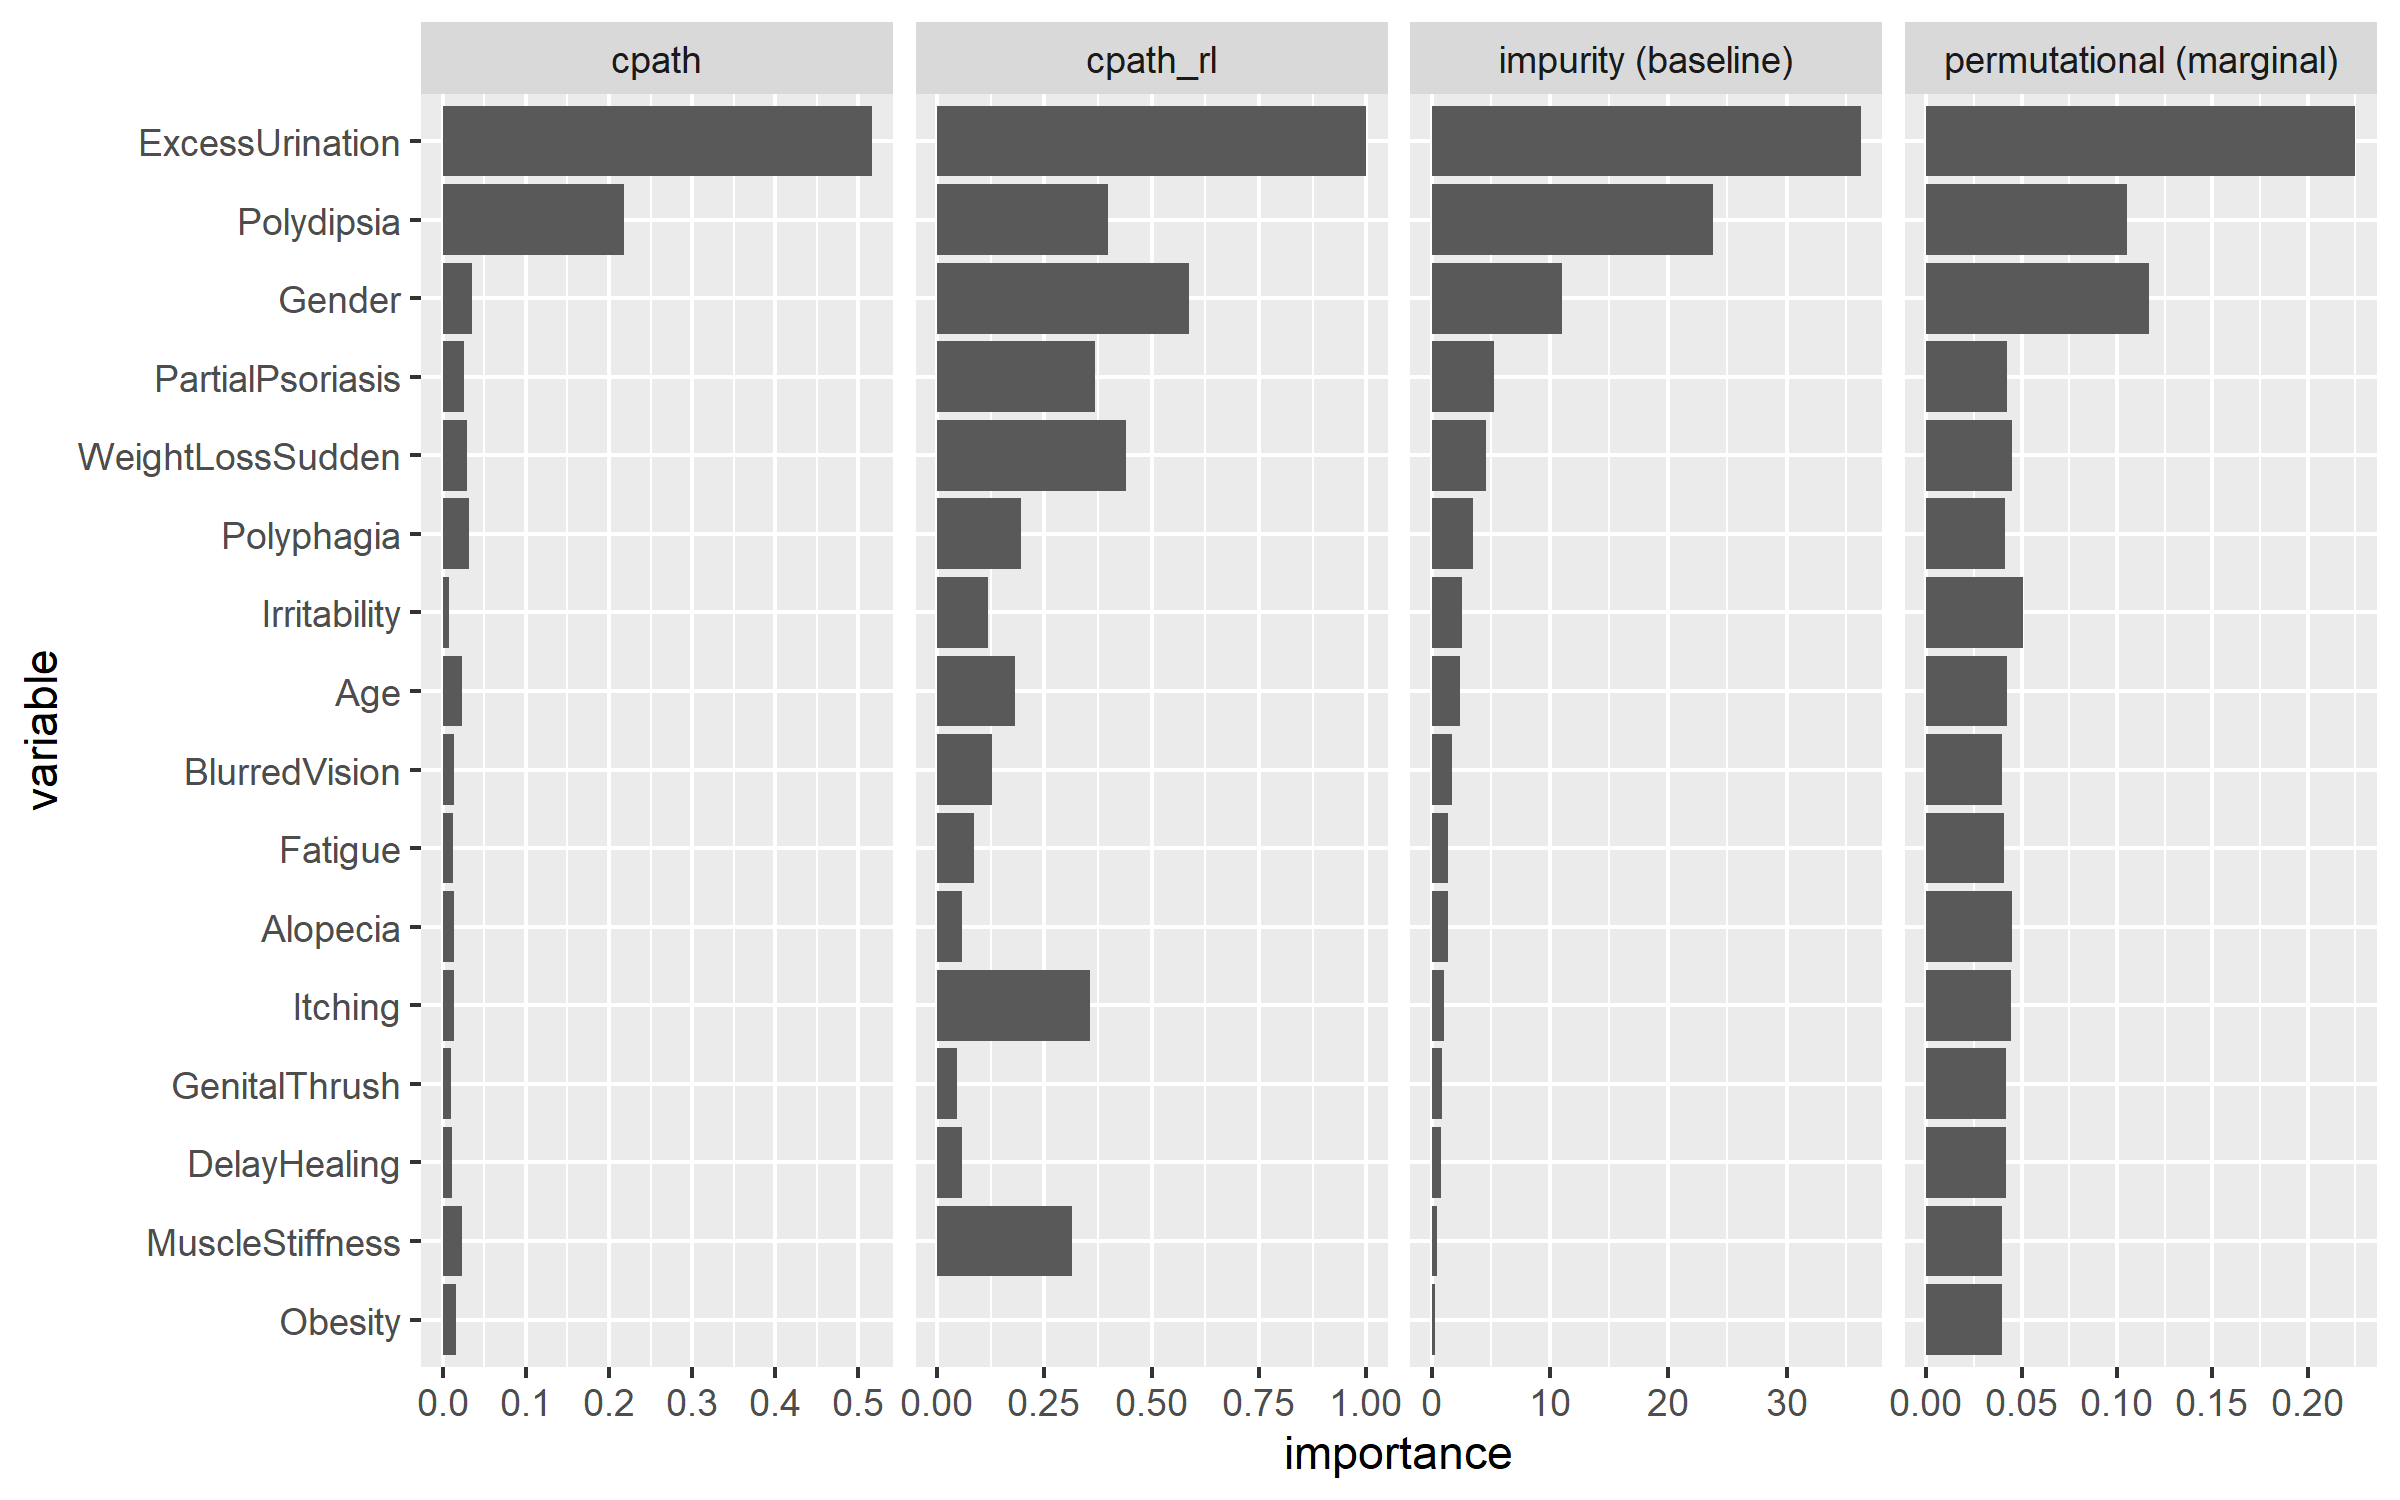 cpath cpath_rl impurity (baseline) permutational (marginal)
ExcessUrination
Polydipsia
Gender
PartialPsoriasis
WeightLossSudden
Polyphagia
Irritability
Age
BlurredVision
Fatigue
Alopecia
Itching
GenitalThrush
DelayHealing
MuscleStiffness
Obesity
variable
0.0 0.1 0.2 0.3 0.4 0.5 0.00 0.25 0.50 0.75 1.00 0 10 20 30 0.00 0.05 0.10 0.15 0.20
importance